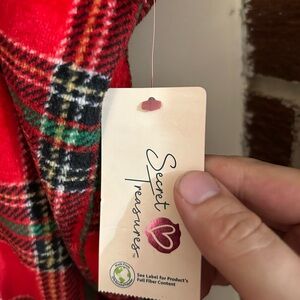 Secret
Treasures
See Label for Product's
Full Fiber Content